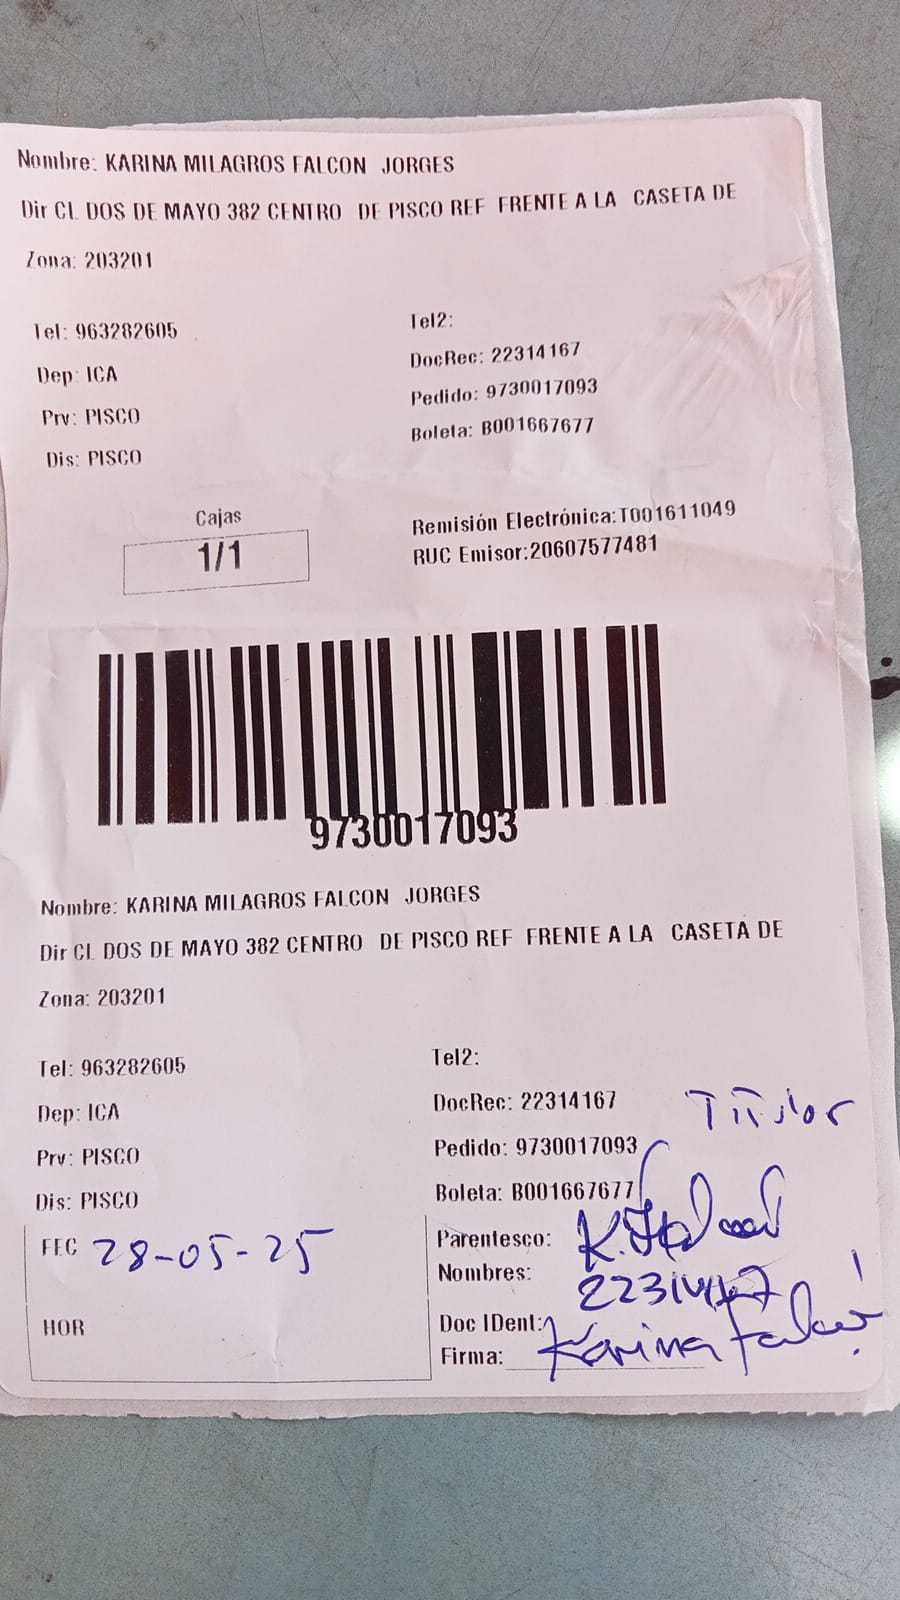 Nombre: KARINA MILAGROS FALCON JORGES
Dir CL DOS DE MAYO 382 CENTRO DE PISCO REF FRENTE A LA CASETA DE
Zona: 203201
Tel: 963282605
Tel2:
Dep: ICA
DocRec: 22314167
Prv: PISCO
Pedido: 9730017093
Dis: PISCO
Boleta: B001667677
Cajas
1/1
Remisión Electrónica:T001611049
RUC Emisor:20607577481
9730017093
Nombre: KARINA MILAGROS FALCON JORGES
Dir CL DOS DE MAYO 382 CENTRO DE PISCO REF FRENTE A LA CASETA DE
Zona: 203201
Tel: 963282605
Tel2:
Dep: ICA
DocRec: 22314167
Titular
Prv: PISCO
Pedido: 9730017093
Dis: PISCO
Boleta: B001667677
FEC 28-05-25
Parentesco: K. Falcon
Nombres:
22314167
HOR
Doc IDent:
Firma: Karina Falcon